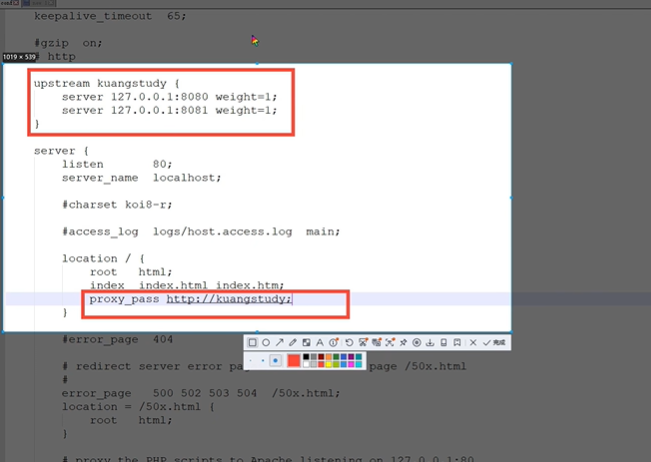 keepalive_timeout  65;
#gzip  on;
# http
1019 × 539
upstream kuangstudy {
    server 127.0.0.1:8080 weight=1;
    server 127.0.0.1:8081 weight=1;
}
server {
    listen       80;
    server_name  localhost;
    #charset koi8-r;
    #access_log  logs/host.access.log  main;
    location / {
        root   html;
        index  index.html index.htm;
        proxy_pass http://kuangstudy;
    }
完成
    #error_page  404
    # redirect server error pa page /50x.html
    #
    error_page   500 502 503 504  /50x.html;
    location = /50x.html {
        root   html;
    }
    # proxy the PHP scripts to Apache listening on 127.0.0.1:80